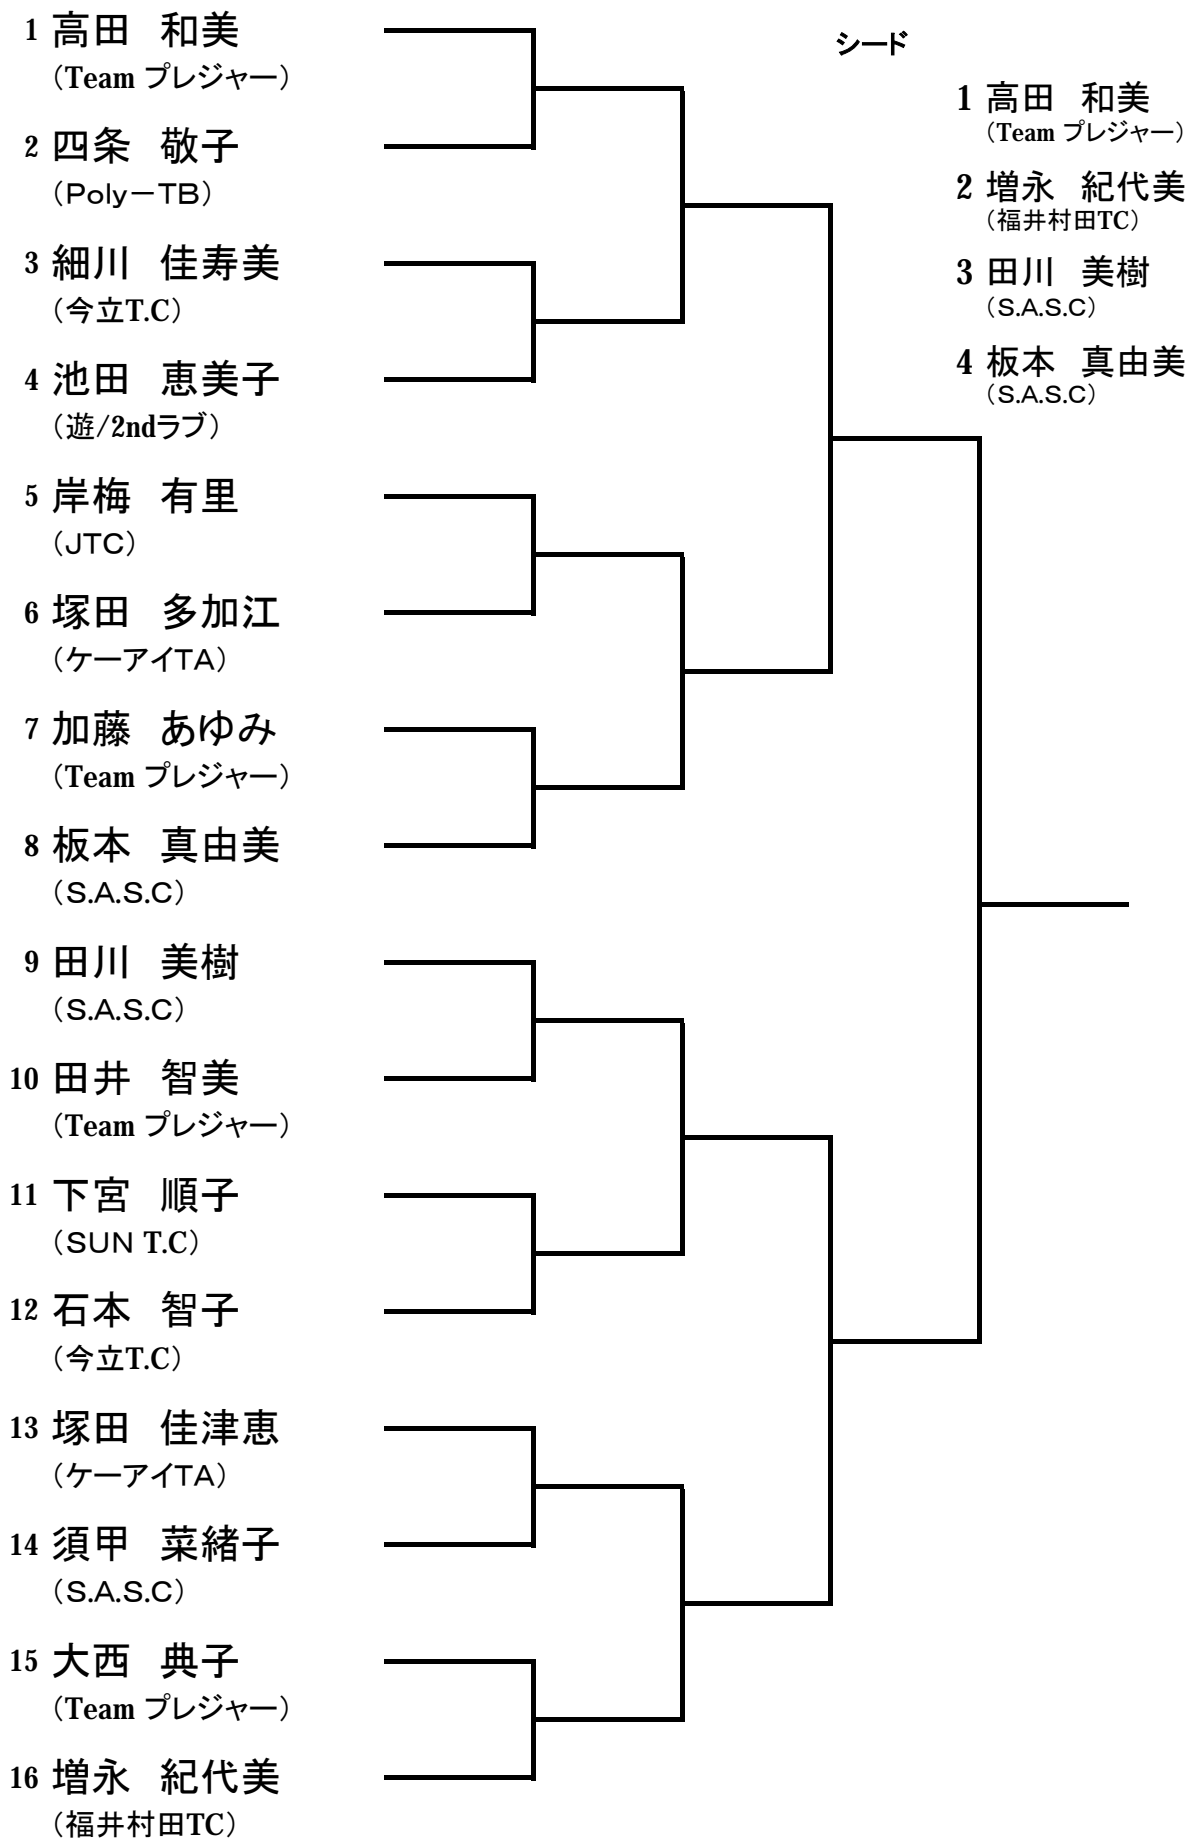 1 高田　和美
（Team プレジャー）
2 四条　敬子
（Poly－TB）
3 細川　佳寿美
（今立T.C）
4 池田　恵美子
（遊/2ndラブ）
5 岸梅　有里
（JTC）
6 塚田　多加江
（ケーアイTA）
7 加藤　あゆみ
（Team プレジャー）
8 板本　真由美
（S.A.S.C）
9 田川　美樹
（S.A.S.C）
10 田井　智美
（Team プレジャー）
11 下宮　順子
（SUN T.C）
12 石本　智子
（今立T.C）
13 塚田　佳津恵
（ケーアイTA）
14 須甲　菜緒子
（S.A.S.C）
15 大西　典子
（Team プレジャー）
16 増永　紀代美
（福井村田TC）
シード
1 高田　和美
（Team プレジャー）
2 増永　紀代美
（福井村田TC）
3 田川　美樹
（S.A.S.C）
4 板本　真由美
（S.A.S.C）